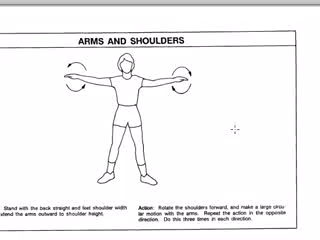 ARMS AND SHOULDERS
Stand with the back straight and feet shoulder width
extend the arms outward to shoulder height.
Action: Rotate the shoulders forward, and make a large circu-
lar motion with the arms. Repeat the action in the opposite
direction. Do this three times in each direction.